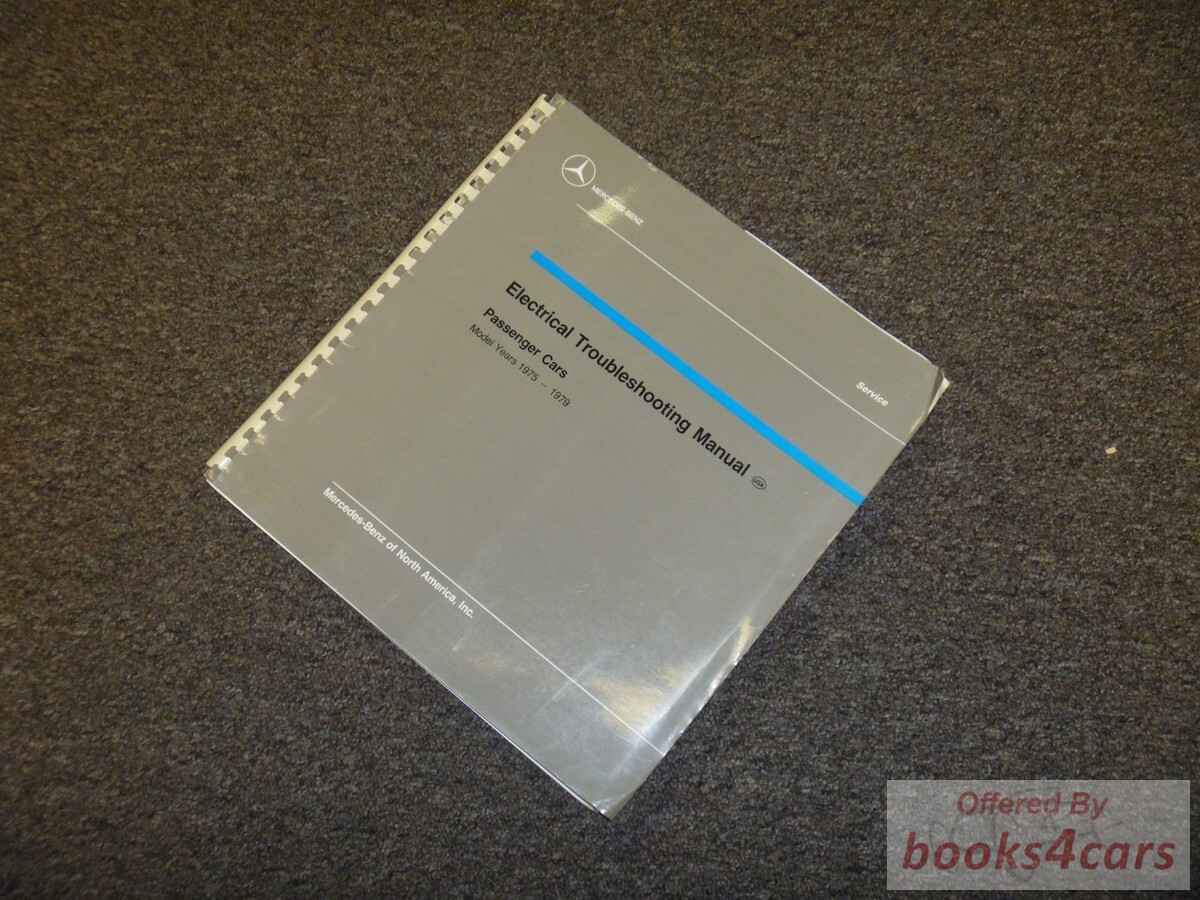 MERCEDES-BENZ
Service
Electrical Troubleshooting Manual USA
Passenger Cars
Model Years 1975 – 1979
Mercedes-Benz of North America, Inc.
Offered By
books4cars